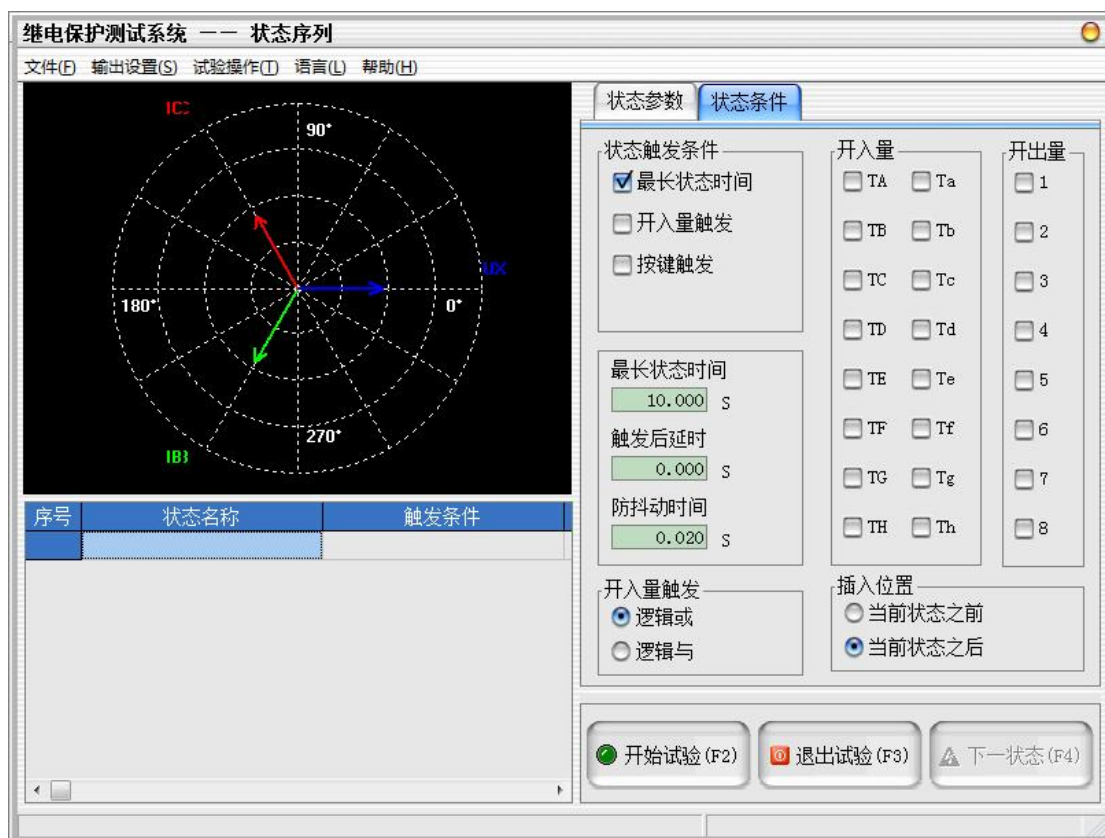 继电保护测试系统 —— 状态序列
文件(F) 输出设置(S) 试验操作(T) 语言(L) 帮助(H)
90°
180°
0°
270°
UX
序号 状态名称 触发条件
状态参数 状态条件
状态触发条件
最长状态时间
开入量触发
按键触发
最长状态时间
10.000 S
触发后延时
0.000 S
防抖动时间
0.020 S
开入量触发
逻辑或
逻辑与
开入量
TA Ta
TB Tb
TC Tc
TD Td
TE Te
TF Tf
TG Tg
TH Th
开出量
1
2
3
4
5
6
7
8
插入位置
当前状态之前
当前状态之后
开始试验(F2) 退出试验(F3) 下一状态(F4)